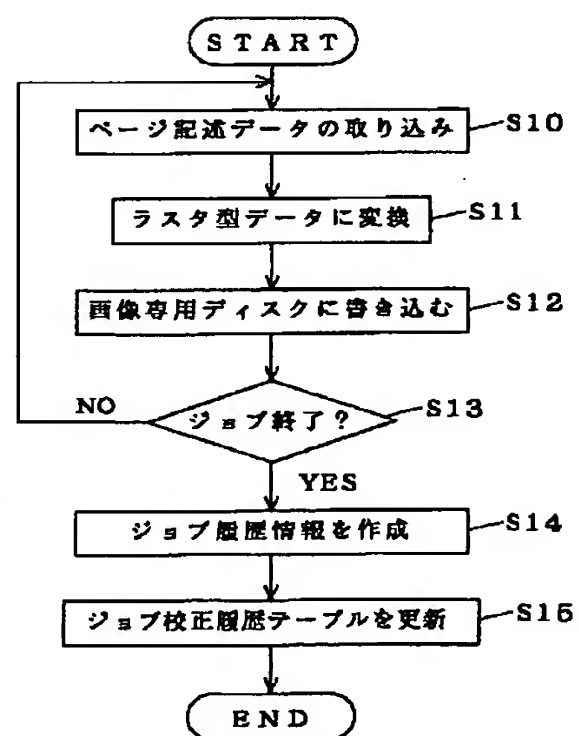 START
ページ記述データの取り込み S10
ラスタ型データに変換 S11
画像専用ディスクに書き込む S12
ジョブ終了? S13
NO
YES
ジョブ履歴情報を作成 S14
ジョブ校正履歴テーブルを更新 S15
END